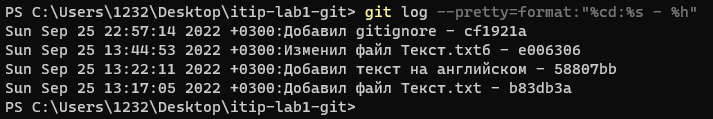 PS C:\Users\1232\Desktop\itip-lab1-git> git log --pretty=format:"%cd:%s - %h"
Sun Sep 25 22:57:14 2022 +0300:Добавил gitignore - cf1921a
Sun Sep 25 13:44:53 2022 +0300:Изменил файл Текст.txtб - e006306
Sun Sep 25 13:22:11 2022 +0300:Добавил текст на английском - 58807bb
Sun Sep 25 13:17:05 2022 +0300:Добавил файл Текст.txt - b83db3a
PS C:\Users\1232\Desktop\itip-lab1-git>